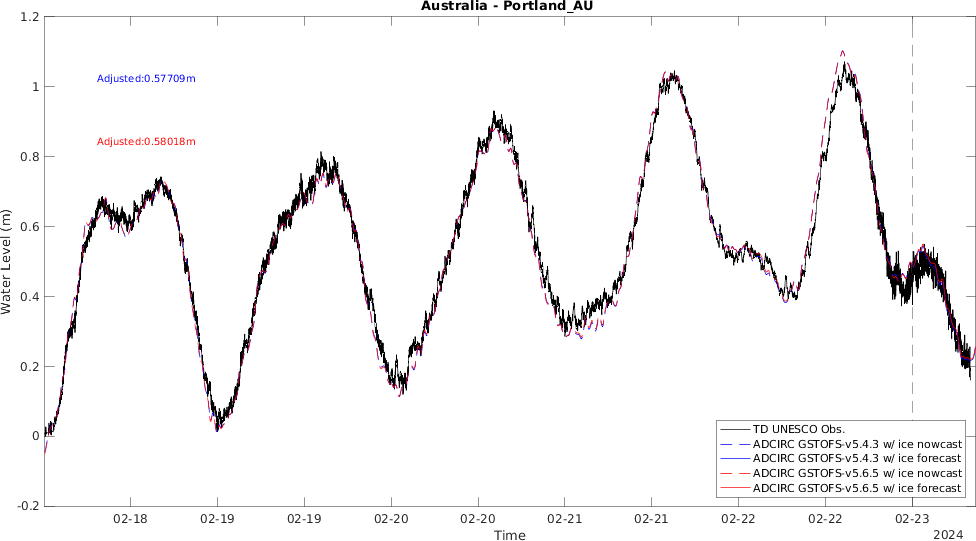 Australia - Portland_AU
1.2
1
0.8
0.6
0.4
0.2
0
-0.2
Water Level (m)
Adjusted:0.57709m
Adjusted:0.58018m
TD UNESCO Obs.
ADCIRC GSTOFS-v5.4.3 w/ ice nowcast
ADCIRC GSTOFS-v5.4.3 w/ ice forecast
ADCIRC GSTOFS-v5.6.5 w/ ice nowcast
ADCIRC GSTOFS-v5.6.5 w/ ice forecast
02-18 02-19 02-19 02-20 02-20 02-21 02-21 02-22 02-22 02-23
Time
2024